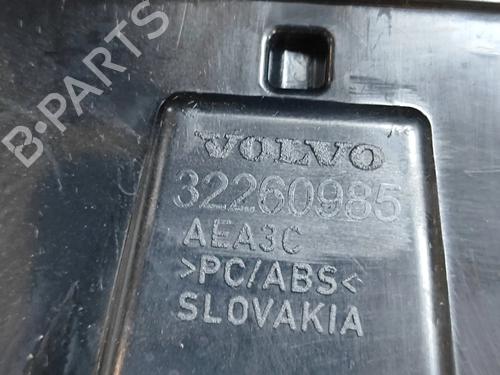 B-PARTS
VOLVO
32260985
AEA3C
>PC/ABS<
SLOVAKIA